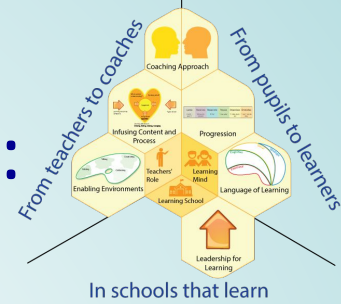 From teachers to coaches
From pupils to learners
Coaching Approach
Infusing Content and
Process
Progression
Enabling Environments
Teachers'
Role
Learning
Mind
Language of Learning
Learning School
Leadership for
Learning
In schools that learn